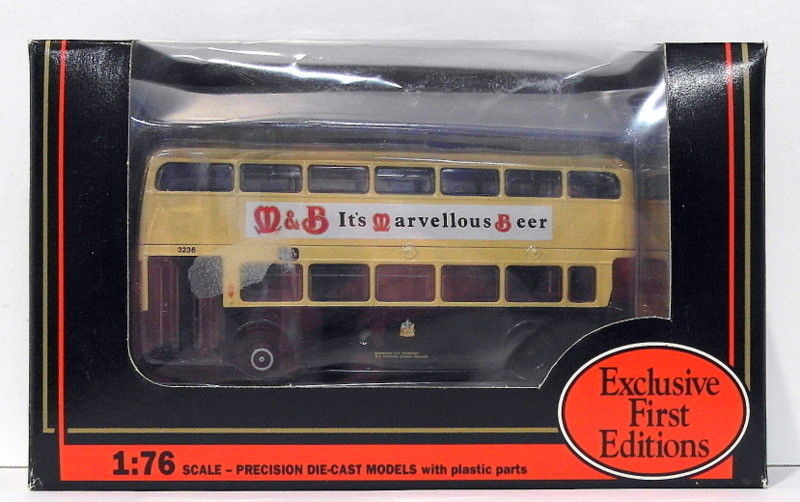 M&B It's Marvellous Beer
3236
Exclusive
First
Editions
1:76 SCALE – PRECISION DIE-CAST MODELS with plastic parts